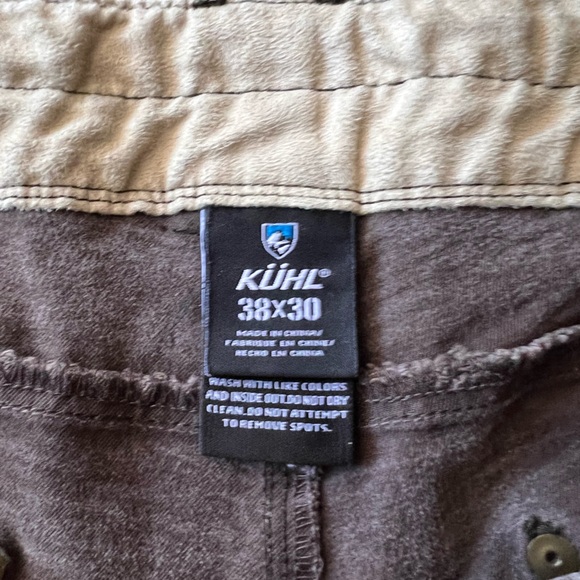 KÜHL®
38X30
MADE IN CHINA/
FABRIQUE EN CHINE/
HECHO EN CHINA
WASH WITH LIKE COLORS
AND INSIDE OUT.DO NOT DRY
CLEAN.DO NOT ATTEMPT
TO REMOVE SPOTS.